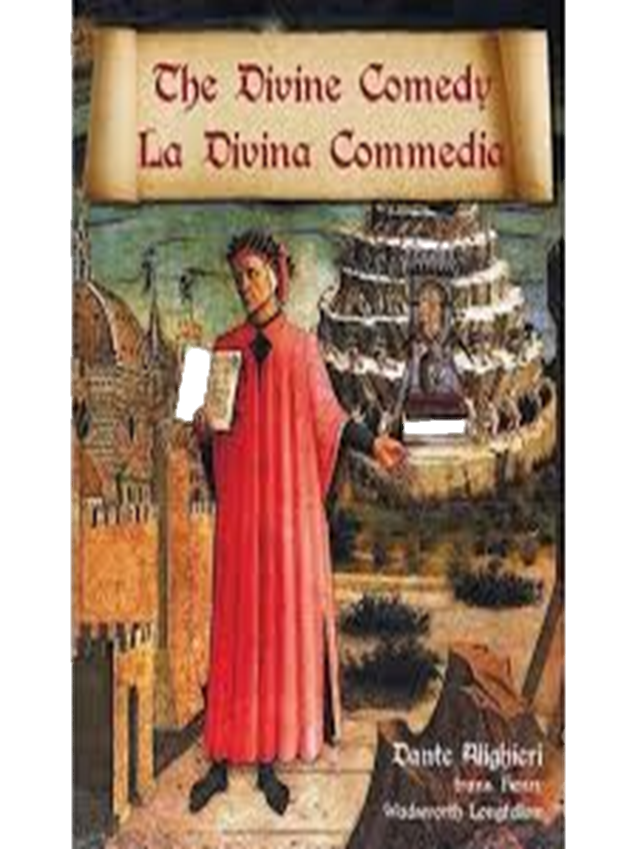 The Divine Comedy
La Divina Commedia
Dante Alighieri
trans. Henry
Wadsworth Longfellow